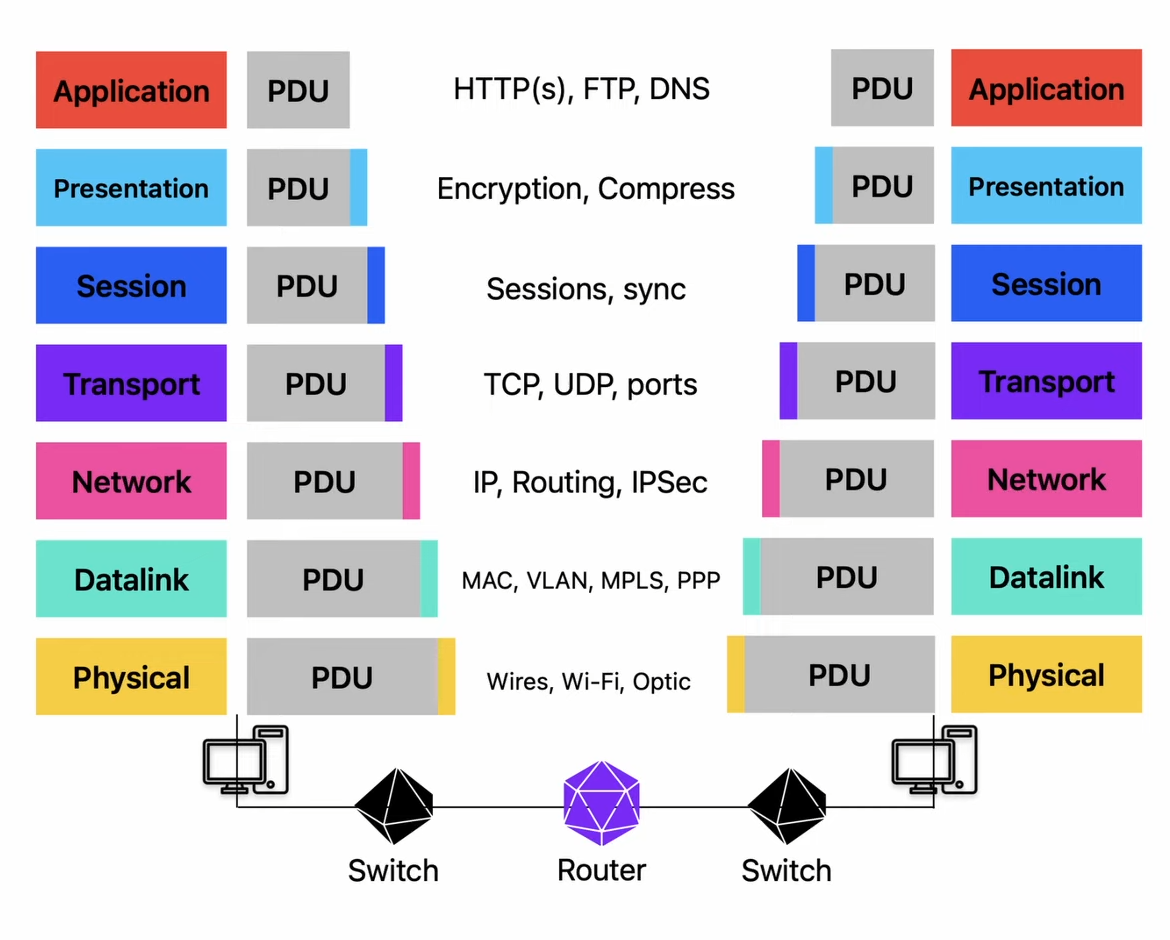 Application PDU HTTP(s), FTP, DNS PDU Application
Presentation PDU Encryption, Compress PDU Presentation
Session PDU Sessions, sync PDU Session
Transport PDU TCP, UDP, ports PDU Transport
Network PDU IP, Routing, IPSec PDU Network
Datalink PDU MAC, VLAN, MPLS, PPP PDU Datalink
Physical PDU Wires, Wi-Fi, Optic PDU Physical
Switch Router Switch